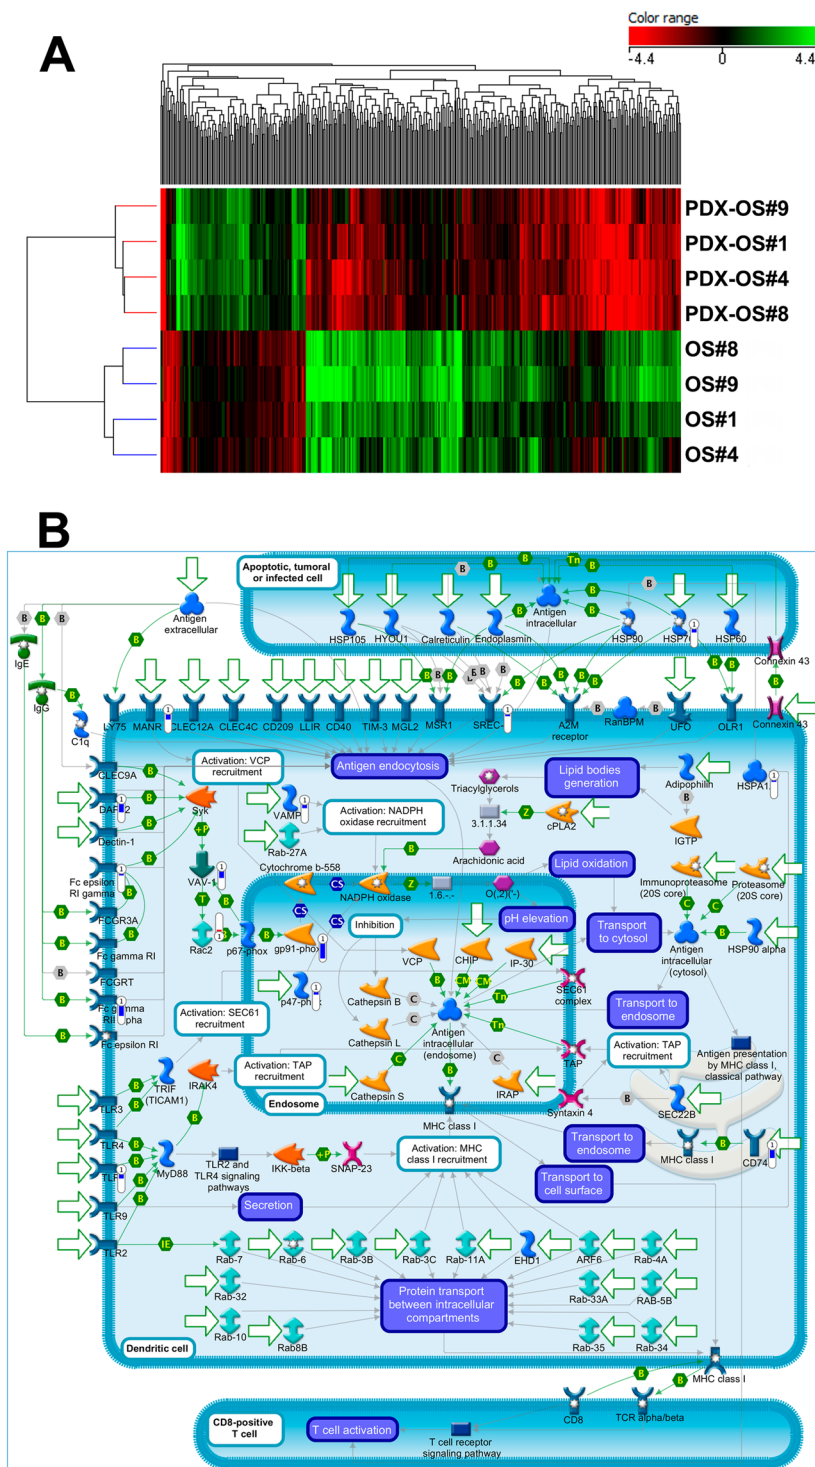 Color range
-4.4
0
4.4
A
PDX-OS#9
PDX-OS#1
PDX-OS#4
PDX-OS#8
OS#8
OS#9
OS#1
OS#4
B
Apoptotic, tumoral
or infected cell
Antigen
extracellular
Antigen
intracellular
HSP105
HYOU1
Calreticulin
Endoplasmin
HSP90
HSP70
HSP60
IgE
IgG
C1q
Connexin 43
Connexin 43
LY75
MANR
CLEC12A
CLEC4C
CD209
LLIR
CD40
TIM-3
MGL2
MSR1
SREC-
A2M
receptor
RanBPM
UFO
OLR1
CLEC9A
Activation: VCP
recruitment
Antigen endocytosis
Lipid bodies
generation
Adipophilin
HSPA1
Triacylglycerols
Syk
VAMP
Activation: NADPH
oxidase recruitment
3.1.1.34
cPLA2
IGTP
Dectin-1
Rab-27A
Arachidonic acid
Cytochrome b-558
Lipid oxidation
Fc epsilon
RI gamma
VAV-1
NADPH oxidase
1.6.-.-
O(.2)(-)
Immunoproteasome
(20S core)
Proteasome
(20S core)
FCGR3A
Inhibition
pH elevation
Transport
to cytosol
Rac2
p67-phox
gp91-phox
Fc gamma RI
VCP
CHIP
IP-30
Antigen
intracellular
(cytosol)
HSP90 alpha
FCGRT
p47-phox
Cathepsin B
SEC61
complex
Fc gamma
RII alpha
Activation: SEC61
recruitment
Transport to
endosome
Fc epsilon RI
Cathepsin L
Antigen
intracellular
(endosome)
Activation: TAP
recruitment
Antigen presentation
by MHC class I,
classical pathway
TRIF
(TICAM1)
IRAK4
Activation: TAP
recruitment
TAP
Cathepsin S
IRAP
Endosome
TLR3
MHC class I
Syntaxin 4
SEC22B
TLR4
MyD88
TLR2 and
TLR4 signaling
pathways
IKK-beta
SNAP-23
Activation: MHC
class I recruitment
Transport to
endosome
MHC class I
CD74
Transport to
cell surface
TLR9
Secretion
TLR2
Rab-7
Rab-6
Rab-3B
Rab-3C
Rab-11A
EHD1
ARF6
Rab-4A
Rab-32
Protein transport
between intracellular
compartments
Rab-33A
RAB-5B
Rab-10
Rab8B
Rab-35
Rab-34
Dendritic cell
MHC class I
CD8-positive
T cell
T cell activation
T cell receptor
signaling pathway
CD8
TCR alpha/beta